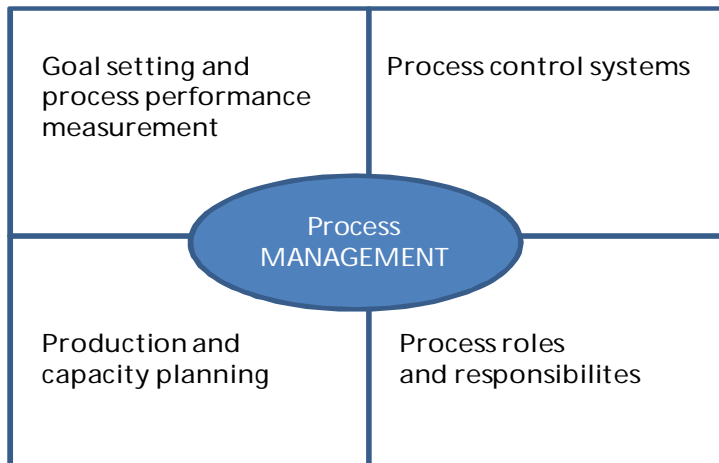 Goal setting and
process performance
measurement
Process control systems
Process
MANAGEMENT
Production and
capacity planning
Process roles
and responsibilites